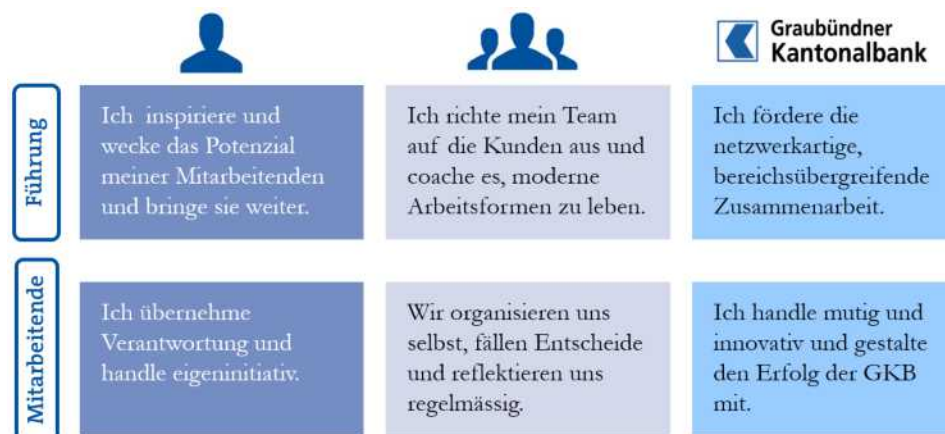 Graubündner
Kantonalbank
Führung
Ich inspiriere und
wecke das Potenzial
meiner Mitarbeitenden
und bringe sie weiter.
Ich richte mein Team
auf die Kunden aus und
coache es, moderne
Arbeitsformen zu leben.
Ich fördere die
netzwerkartige,
bereichsübergreifende
Zusammenarbeit.
Mitarbeitende
Ich übernehme
Verantwortung und
handle eigeninitiativ.
Wir organisieren uns
selbst, fällen Entscheide
und reflektieren uns
regelmässig.
Ich handle mutig und
innovativ und gestalte
den Erfolg der GKB
mit.